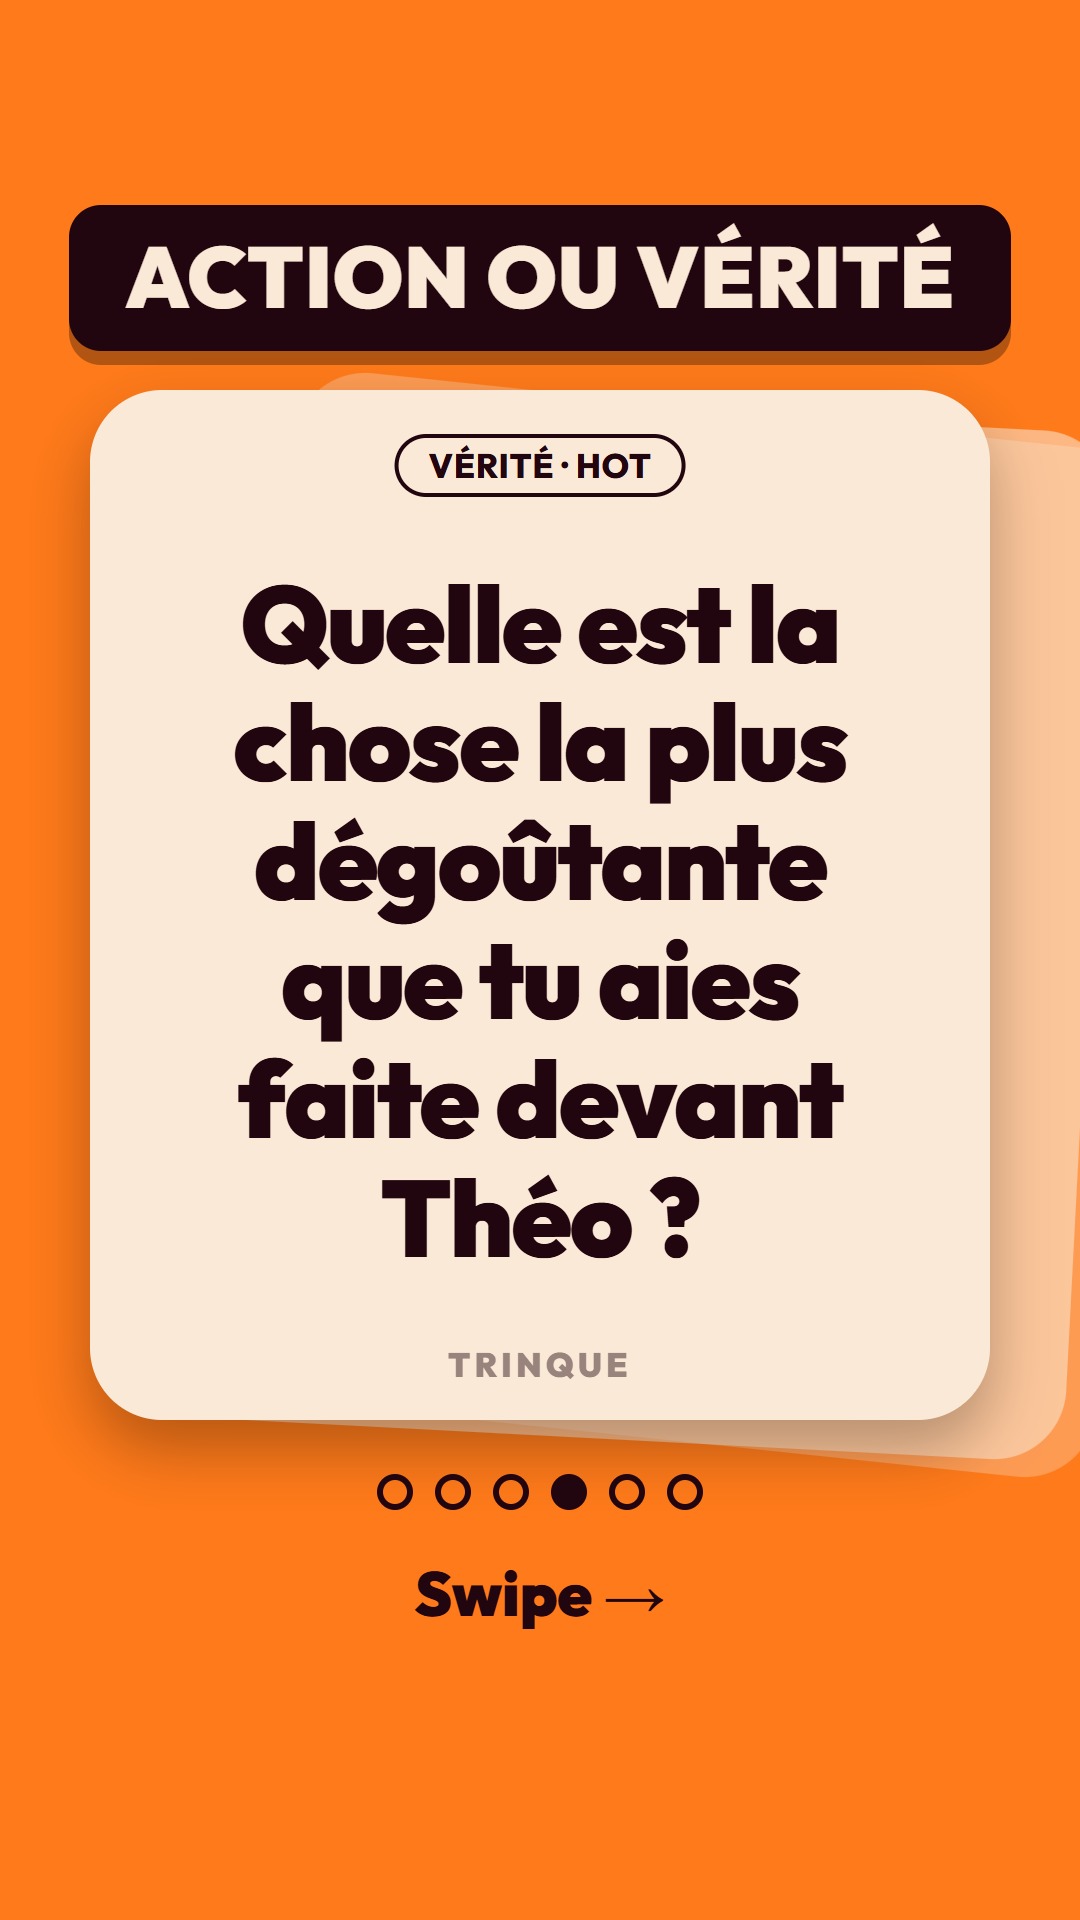 ACTION OU VÉRITÉ
VÉRITÉ · HOT
Quelle est la
chose la plus
dégoûtante
que tu aies
faite devant
Théo ?
TRINQUE
Swipe →